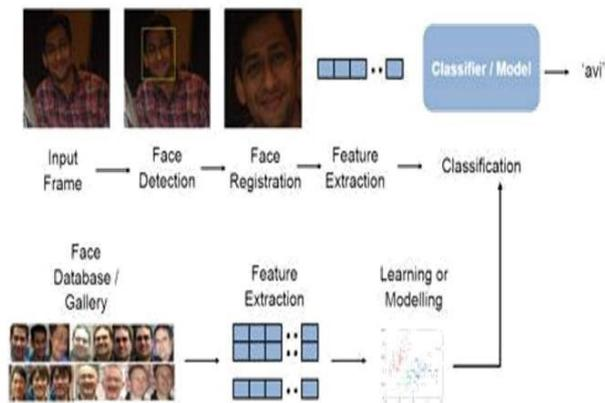 Classifier / Model
'avi'
Input
Frame
Face
Detection
Face
Registration
Feature
Extraction
Classification
Face
Database /
Gallery
Feature
Extraction
Learning or
Modelling